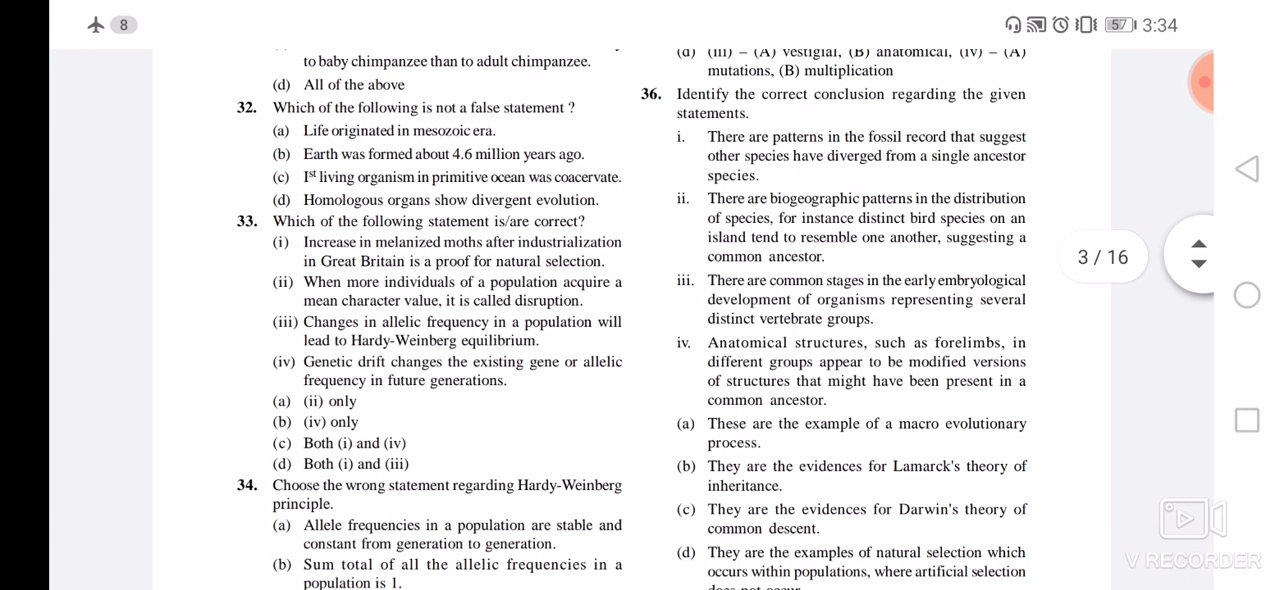 8
57 3:34
to baby chimpanzee than to adult chimpanzee.
(d) All of the above
32. Which of the following is not a false statement ?
(a) Life originated in mesozoic era.
(b) Earth was formed about 4.6 million years ago.
(c) Ist living organism in primitive ocean was coacervate.
(d) Homologous organs show divergent evolution.
33. Which of the following statement is/are correct?
(i) Increase in melanized moths after industrialization
in Great Britain is a proof for natural selection.
(ii) When more individuals of a population acquire a
mean character value, it is called disruption.
(iii) Changes in allelic frequency in a population will
lead to Hardy-Weinberg equilibrium.
(iv) Genetic drift changes the existing gene or allelic
frequency in future generations.
(a) (ii) only
(b) (iv) only
(c) Both (i) and (iv)
(d) Both (i) and (iii)
34. Choose the wrong statement regarding Hardy-Weinberg
principle.
(a) Allele frequencies in a population are stable and
constant from generation to generation.
(b) Sum total of all the allelic frequencies in a
population is 1.
(d) (iii) – (A) vestigial, (B) anatomical, (iv) – (A)
mutations, (B) multiplication
36. Identify the correct conclusion regarding the given
statements.
i. There are patterns in the fossil record that suggest
other species have diverged from a single ancestor
species.
ii. There are biogeographic patterns in the distribution
of species, for instance distinct bird species on an
island tend to resemble one another, suggesting a
common ancestor.
iii. There are common stages in the early embryological
development of organisms representing several
distinct vertebrate groups.
iv. Anatomical structures, such as forelimbs, in
different groups appear to be modified versions
of structures that might have been present in a
common ancestor.
(a) These are the example of a macro evolutionary
process.
(b) They are the evidences for Lamarck's theory of
inheritance.
(c) They are the evidences for Darwin's theory of
common descent.
(d) They are the examples of natural selection which
occurs within populations, where artificial selection
does not occur.
3 / 16
V RECORDER